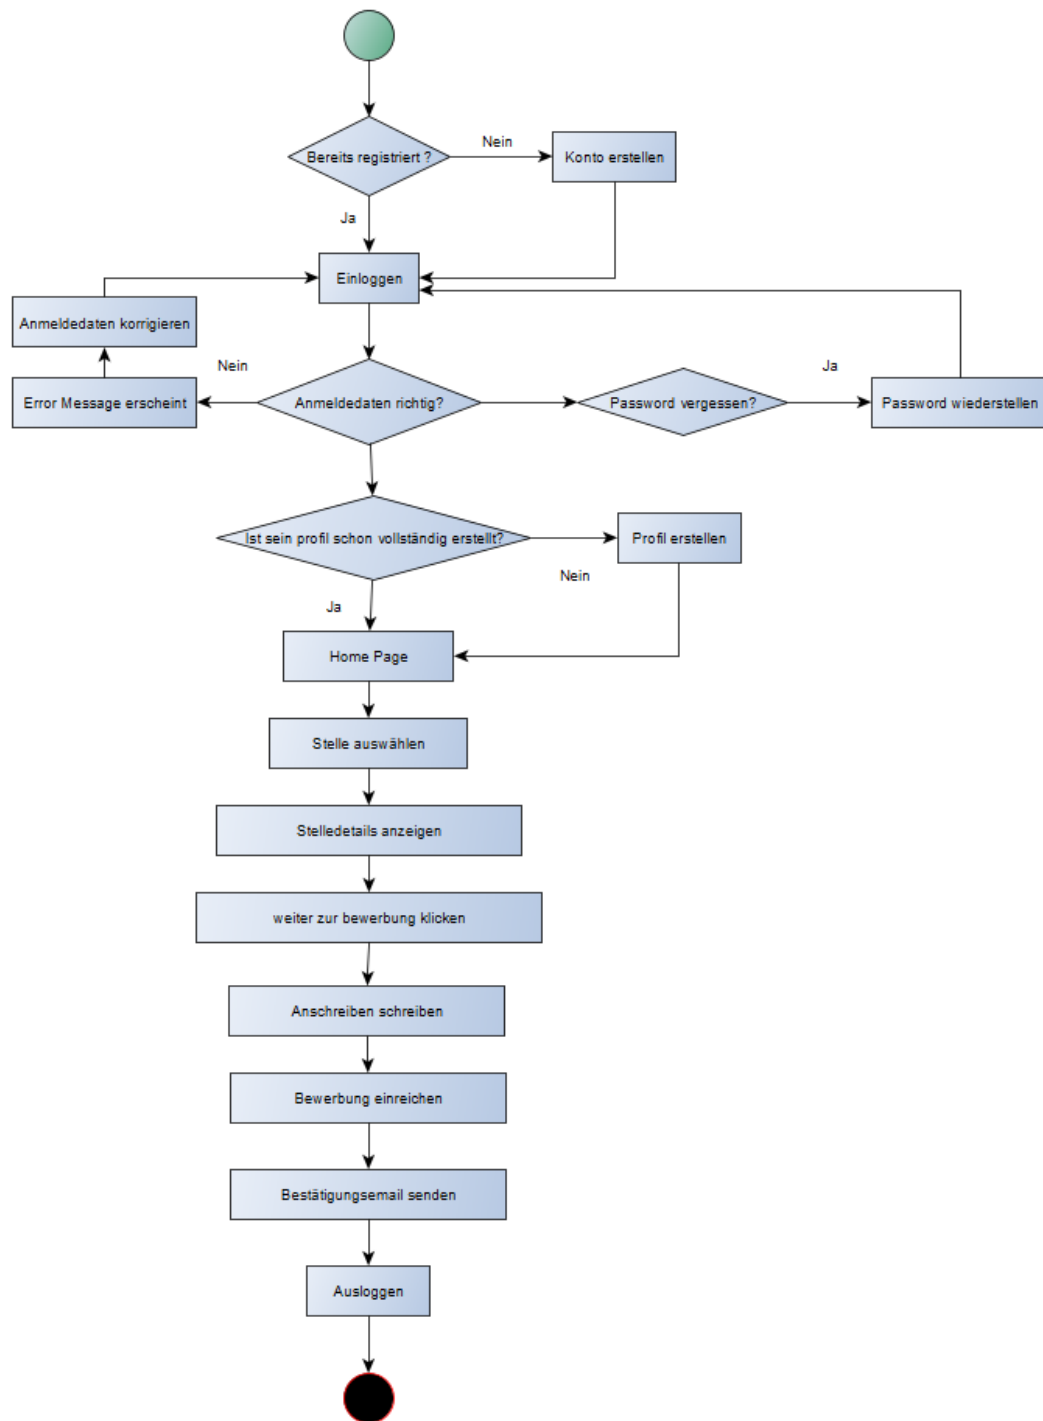 Bereits registriert ?
Nein
Konto erstellen
Ja
Einloggen
Anmeldedaten korrigieren
Nein
Ja
Error Message erscheint
Anmeldedaten richtig?
Password vergessen?
Password wiederstellen
Ist sein profil schon vollständig erstellt?
Profil erstellen
Nein
Ja
Home Page
Stelle auswählen
Stelledetails anzeigen
weiter zur bewerbung klicken
Anschreiben schreiben
Bewerbung einreichen
Bestätigungsemail senden
Ausloggen